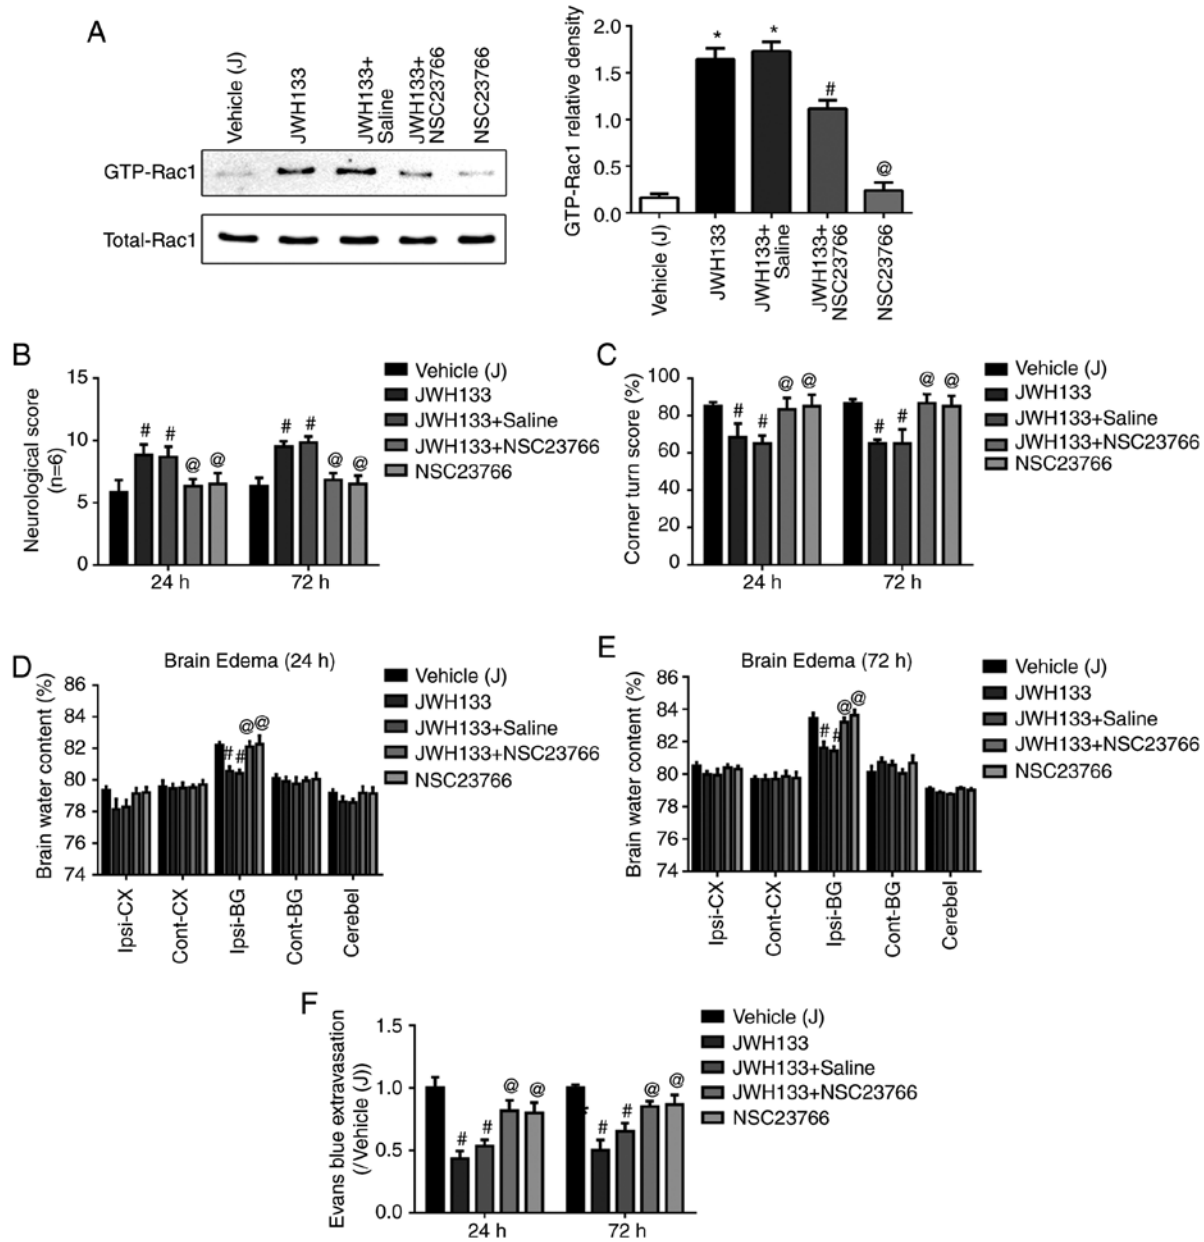 A
Vehicle (J)
JWH133
JWH133+
Saline
JWH133+
NSC23766
NSC23766
GTP-Rac1
Total-Rac1
GTP-Rac1 relative density
2.0
1.5
1.0
0.5
0.0
*
*
#
@
Vehicle (J)
JWH133
JWH133+
Saline
JWH133+
NSC23766
NSC23766
B
Neurological score
(n=6)
15
10
5
0
# # @ @
# # @ @
24 h
72 h
Vehicle (J)
JWH133
JWH133+Saline
JWH133+NSC23766
NSC23766
C
Corner turn score (%)
100
80
60
40
20
0
# # @ @
# # @ @
24 h
72 h
Vehicle (J)
JWH133
JWH133+Saline
JWH133+NSC23766
NSC23766
D
Brain Edema (24 h)
Brain water content (%)
86
84
82
80
78
76
74
# # @ @
Ipsi-CX
Cont-CX
Ipsi-BG
Cont-BG
Cerebel
Vehicle (J)
JWH133
JWH133+Saline
JWH133+NSC23766
NSC23766
E
Brain Edema (72 h)
Brain water content (%)
86
84
82
80
78
76
74
# # @ @
Ipsi-CX
Cont-CX
Ipsi-BG
Cont-BG
Cerebel
Vehicle (J)
JWH133
JWH133+Saline
JWH133+NSC23766
NSC23766
F
Evans blue extravasation
(/Vehicle (J))
1.5
1.0
0.5
0.0
# # @ @
# # @ @
24 h
72 h
Vehicle (J)
JWH133
JWH133+Saline
JWH133+NSC23766
NSC23766